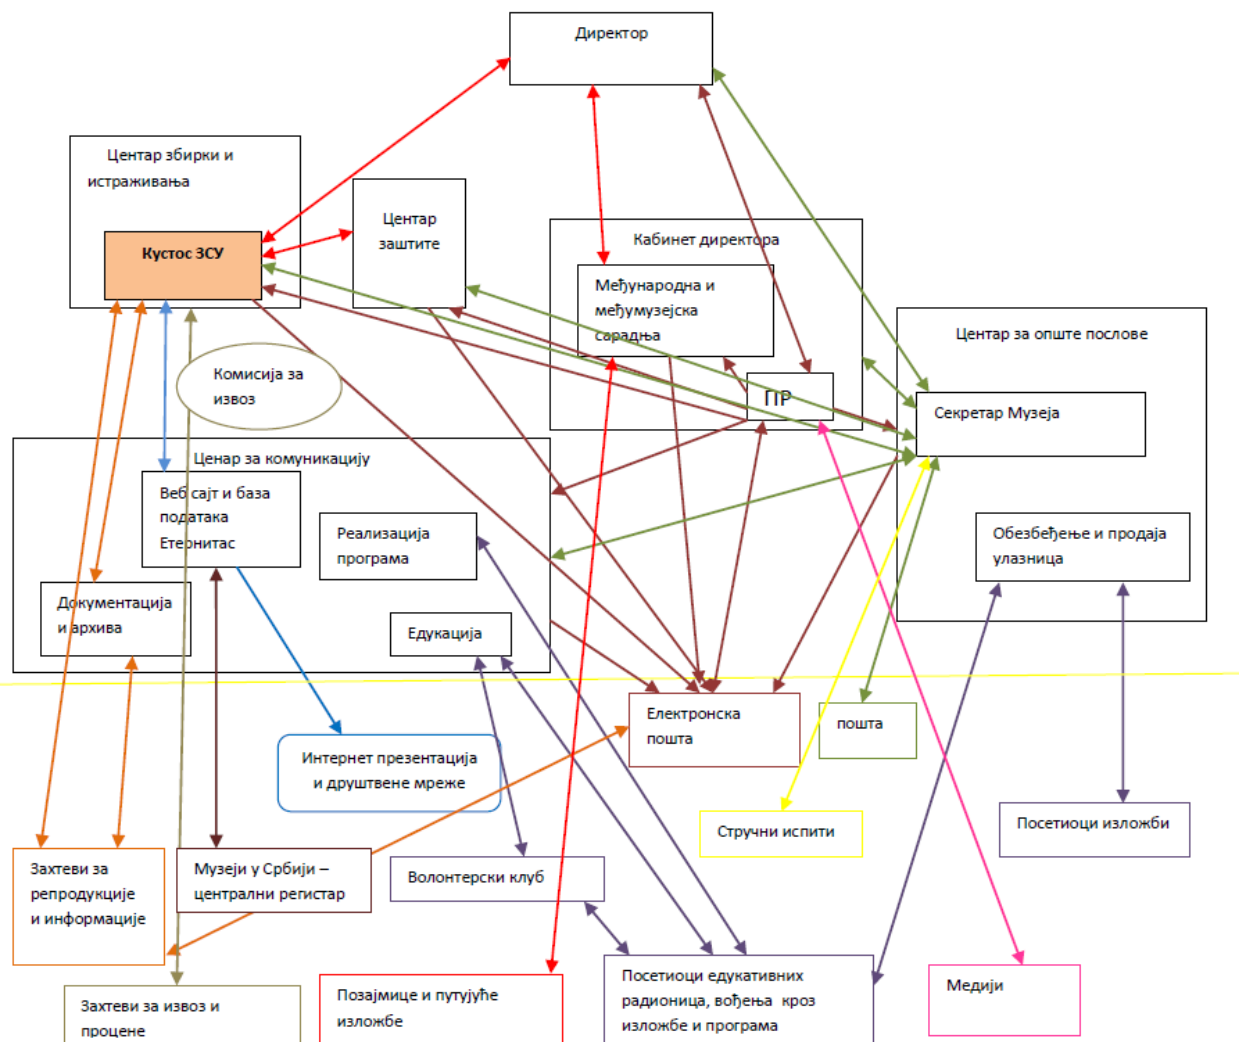 Директор
Центар збирки и
истраживања
Кустос ЗСУ
Центар
заштите
Кабинет директора
Међународна и
међумузејска
сарадња
ПР
Центар за опште послове
Секретар Музеја
Обезбеђење и продаја
улазница
Комисија за
извоз
Ценар за комуникацију
Веб сајт и база
података
Етернитас
Реализација
програма
Документација
и архива
Едукација
Електронска
пошта
пошта
Интернет презентација
и друштвене мреже
Стручни испити
Посетиоци изложби
Захтеви за
репродукције
и информације
Музеји у Србији –
централни регистар
Волонтерски клуб
Захтеви за извоз и
процене
Позајмице и путујуће
изложбе
Посетиоци едукативних
радионица, вођења кроз
изложбе и програма
Медији